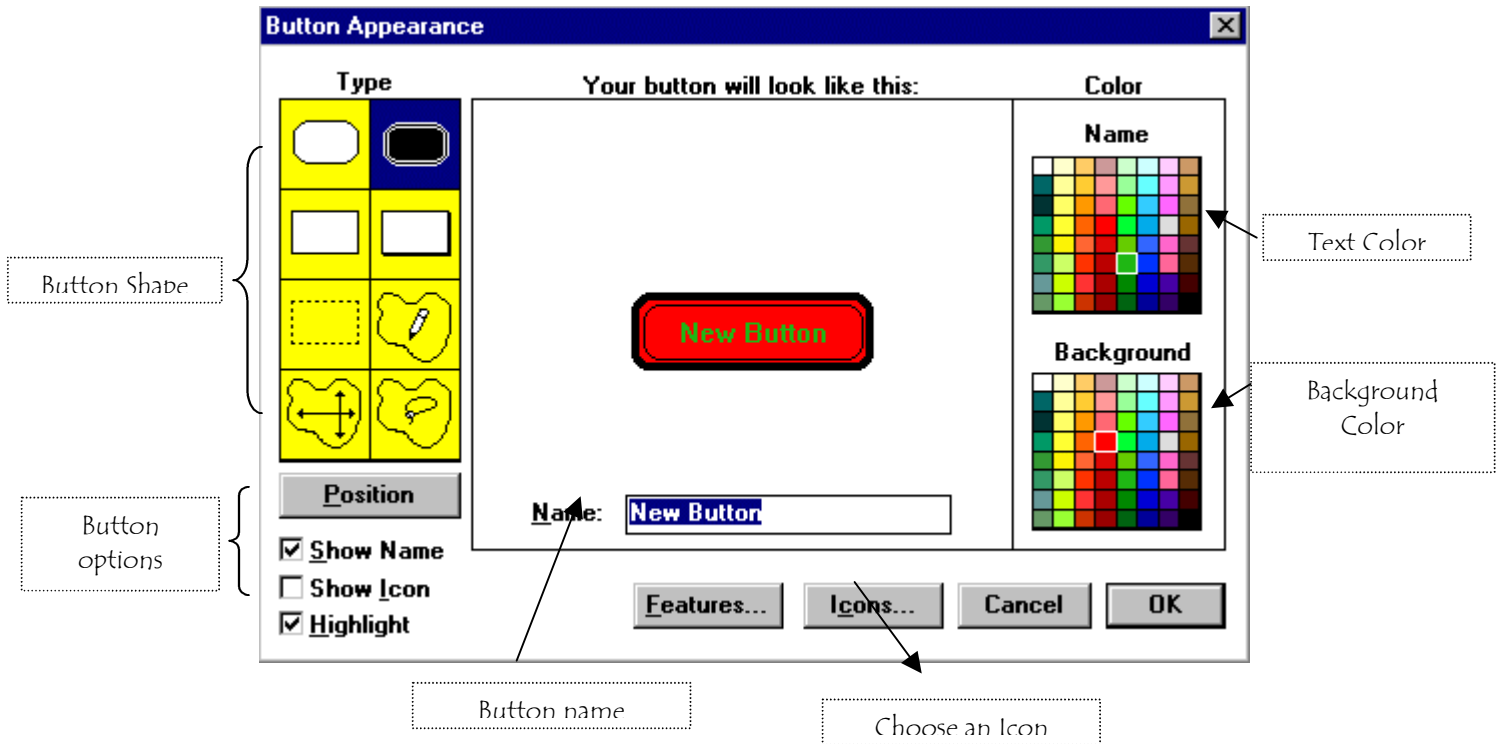 Button Appearance
Type
Your button will look like this:
Color
Name
Text Color
Button Shape
New Button
Background
Background
Color
Position
Name: New Button
Button
options
Show Name
Show Icon
Highlight
Features...
Icons...
Cancel
OK
Button name
Choose an Icon